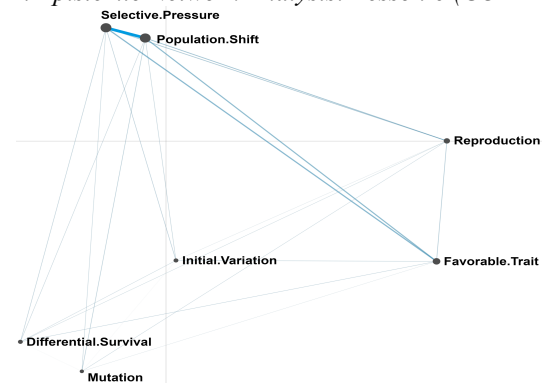 Selective.Pressure
Population.Shift
Reproduction
Initial.Variation
Favorable.Trait
Differential.Survival
Mutation